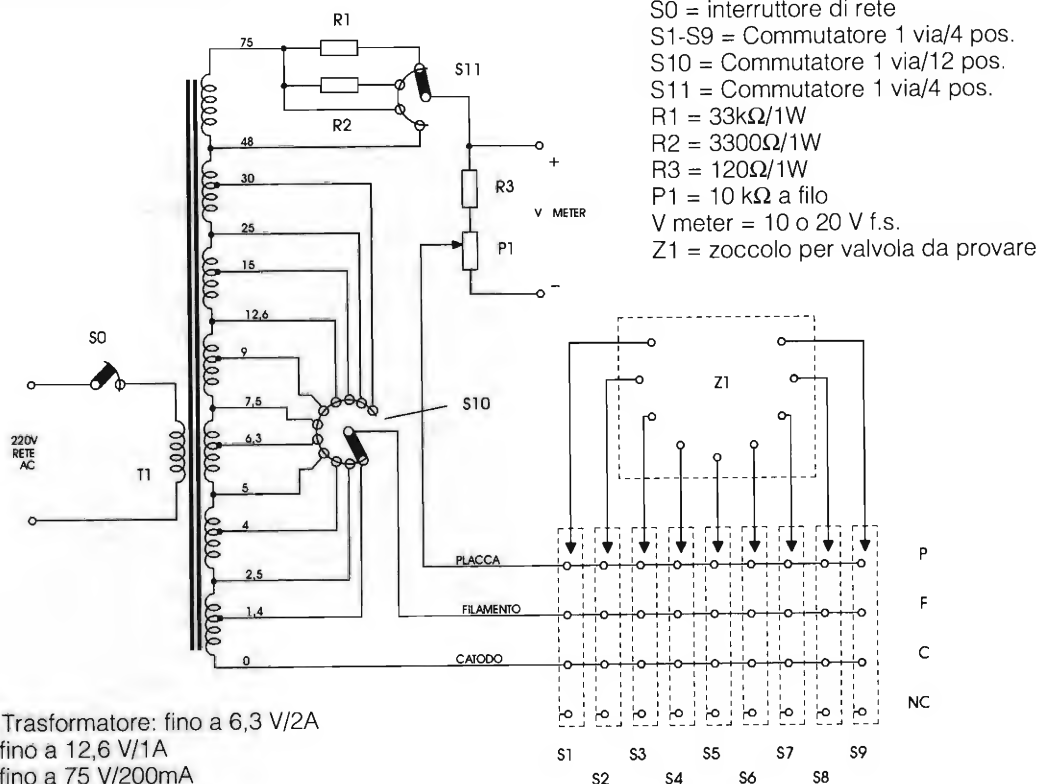 S0 = interruttore di rete
S1-S9 = Commutatore 1 via/4 pos.
S10 = Commutatore 1 via/12 pos.
S11 = Commutatore 1 via/4 pos.
R1 = 33kΩ/1W
R2 = 3300Ω/1W
R3 = 120Ω/1W
P1 = 10 kΩ a filo
V meter = 10 o 20 V f.s.
Z1 = zoccolo per valvola da provare
R1
75
S11
R2
48
+
30
R3
V METER
25
P1
15
−
12,6
S0
9
Z1
7,5
S10
220V
RETE
AC
6,3
T1
5
4
PLACCA
P
2,5
1,4
FILAMENTO
F
0
CATODO
C
NC
Trasformatore: fino a 6,3 V/2A
fino a 12,6 V/1A
fino a 75 V/200mA
S1 S3 S5 S7 S9
S2 S4 S6 S8